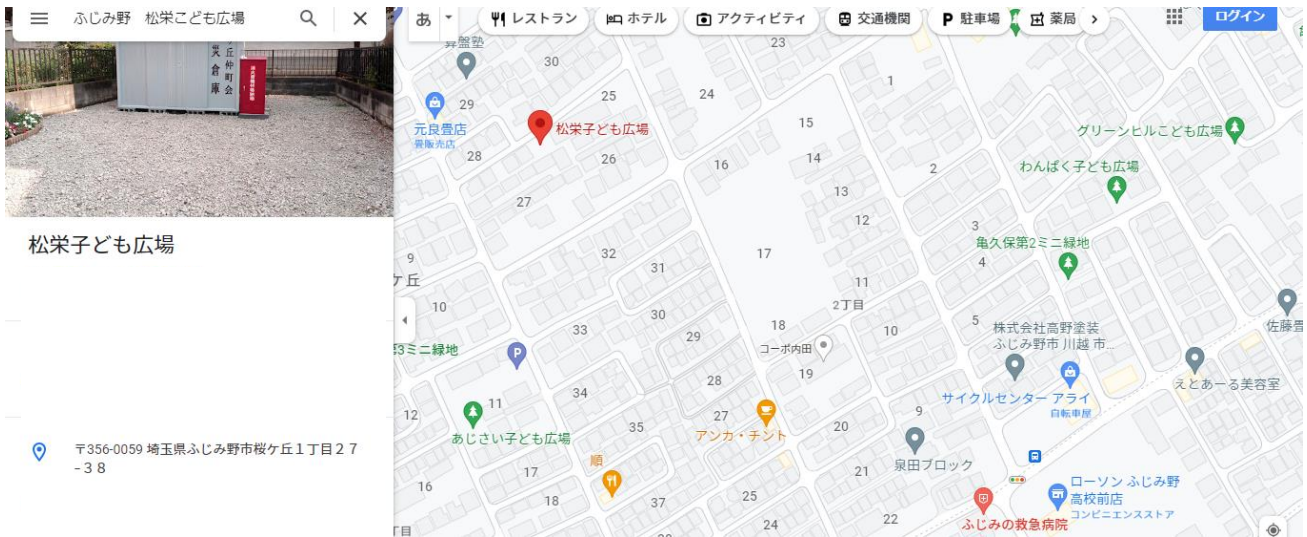 ふじみ野 松栄こども広場
災倉庫
丘仲町会
松栄子ども広場
〒356-0059 埼玉県ふじみ野市桜ケ丘１丁目２７
-３８
あ
レストラン
ホテル
アクティビティ
交通機関
P 駐車場
薬局
ログイン
算盤塾
23
30
1
29
25
24
元良畳店
畳販売店
松栄子ども広場
15
グリーンヒルこども広場
28
26
16
14
2
わんぱく子ども広場
27
13
12
3
亀久保第2ミニ緑地
9
32
31
17
4
ケ丘
11
10
2丁目
30
33
18
10
5
株式会社高野塗装
ふじみ野市 川越 市...
佐藤畳
29
コーポ内田
第3ミニ緑地
P
19
28
えとあーる美容室
34
サイクルセンター アライ
自転車屋
12
11
27
9
あじさい子ども広場
35
アンカ・チント
20
泉田ブロック
順
17
21
ローソン ふじみ野
高校前店
コンビニエンスストア
16
18
37
25
ふじみの救急病院
22
24
丁目